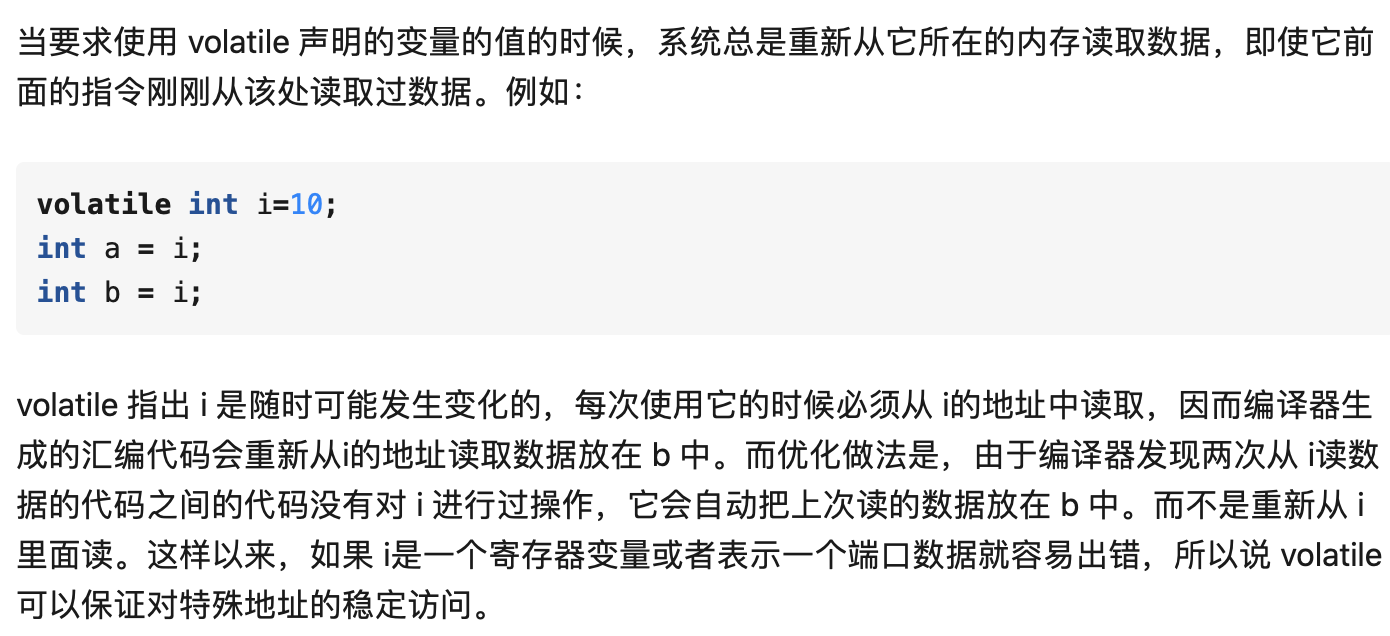 当要求使用 volatile 声明的变量的值的时候，系统总是重新从它所在的内存读取数据，即使它前
面的指令刚刚从该处读取过数据。例如：
volatile int i=10;
int a = i;
int b = i;
volatile 指出 i 是随时可能发生变化的，每次使用它的时候必须从 i的地址中读取，因而编译器生
成的汇编代码会重新从i的地址读取数据放在 b 中。而优化做法是，由于编译器发现两次从 i读数
据的代码之间的代码没有对 i 进行过操作，它会自动把上次读的数据放在 b 中。而不是重新从 i
里面读。这样以来，如果 i是一个寄存器变量或者表示一个端口数据就容易出错，所以说 volatile
可以保证对特殊地址的稳定访问。